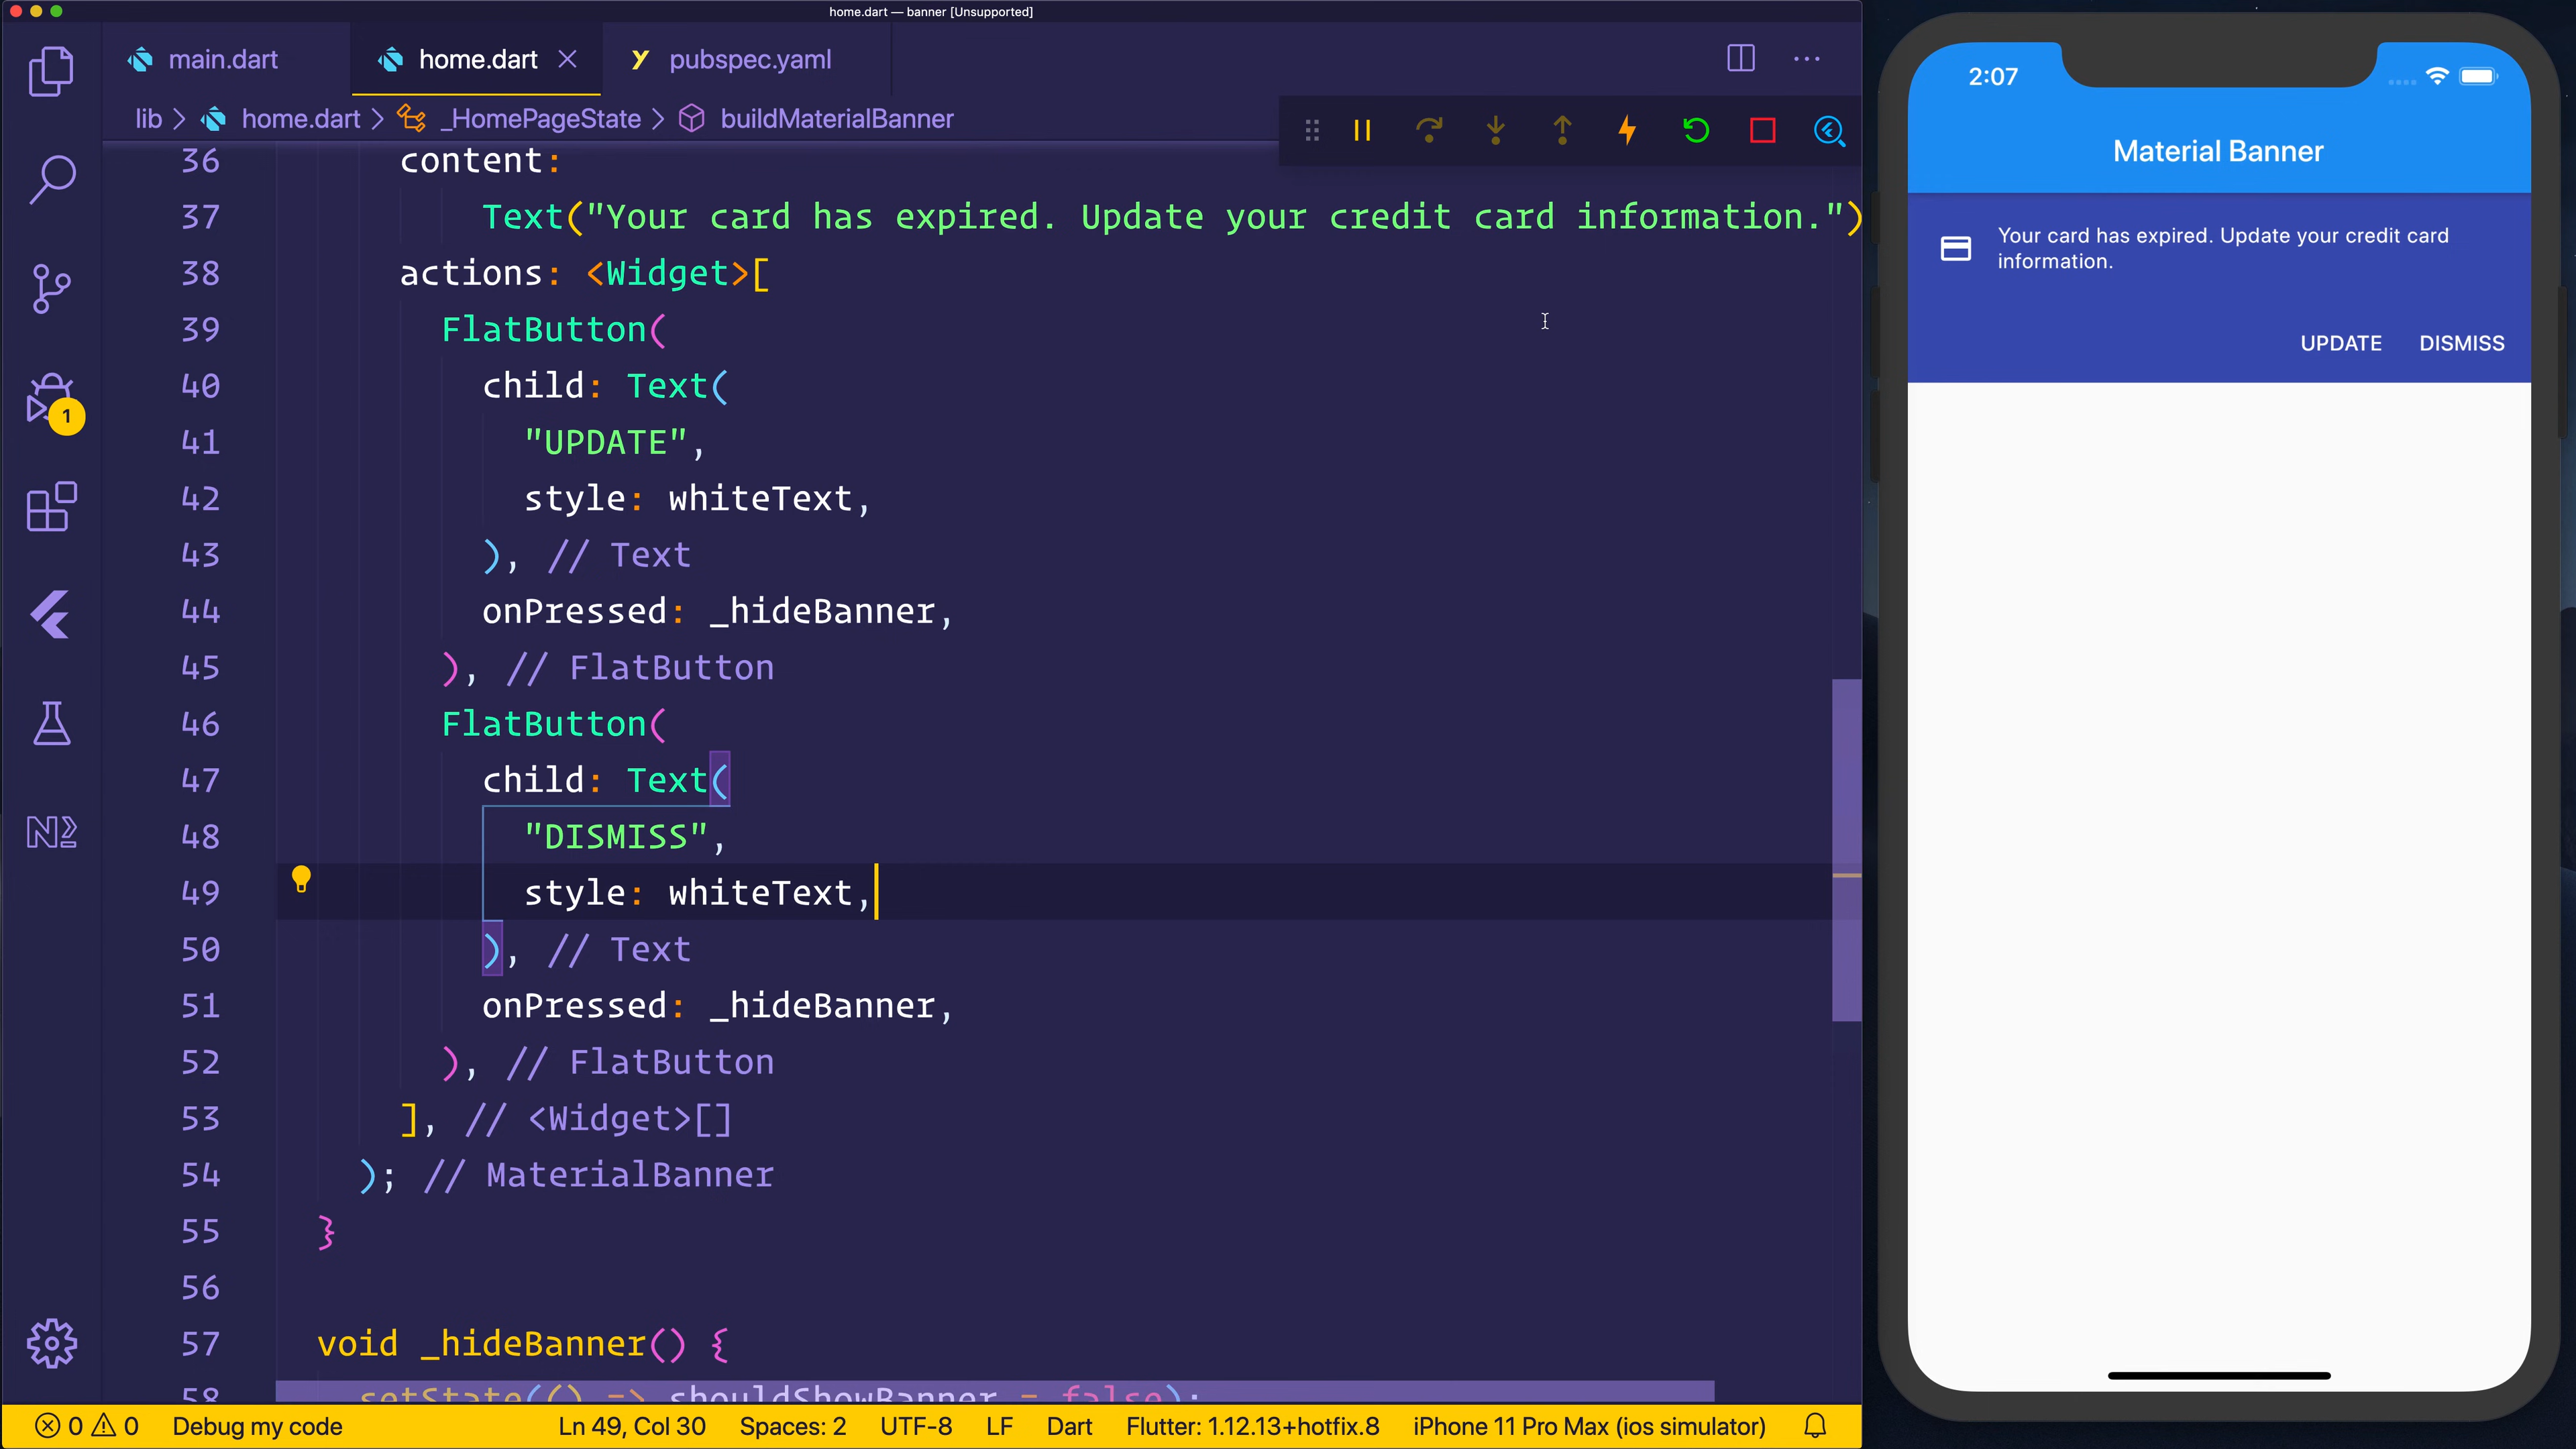 home.dart — banner [Unsupported]
main.dart
home.dart
pubspec.yaml
lib > home.dart > _HomePageState > buildMaterialBanner
36 content:
37 Text("Your card has expired. Update your credit card information.")
38 actions: <Widget>[
39 FlatButton(
40 child: Text(
41 "UPDATE",
42 style: whiteText,
43 ), // Text
44 onPressed: _hideBanner,
45 ), // FlatButton
46 FlatButton(
47 child: Text(
48 "DISMISS",
49 style: whiteText,
50 ), // Text
51 onPressed: _hideBanner,
52 ), // FlatButton
53 ], // <Widget>[]
54 ); // MaterialBanner
55 }
56
57 void _hideBanner() {
58 setState(() => shouldShowBanner = false);
1
0 0 Debug my code Ln 49, Col 30 Spaces: 2 UTF-8 LF Dart Flutter: 1.12.13+hotfix.8 iPhone 11 Pro Max (ios simulator)
2:07
Material Banner
Your card has expired. Update your credit card
information.
UPDATE DISMISS